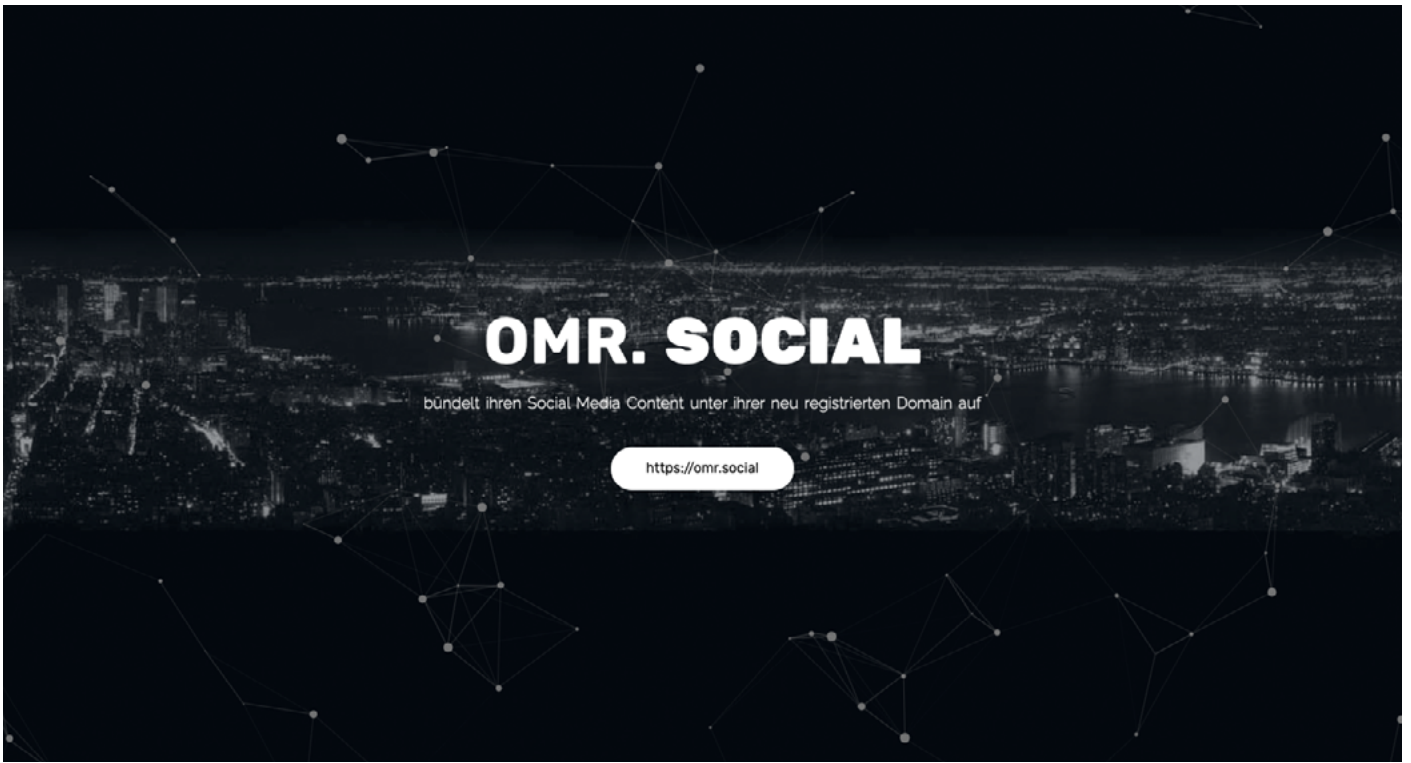 OMR. SOCIAL
bündelt ihren Social Media Content unter ihrer neu registrierten Domain auf
https://omr.social